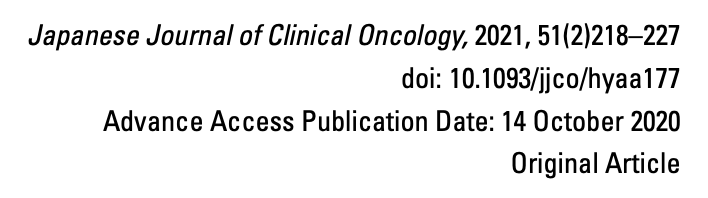 Japanese Journal of Clinical Oncology, 2021, 51(2)218–227
doi: 10.1093/jjco/hyaa177
Advance Access Publication Date: 14 October 2020
Original Article